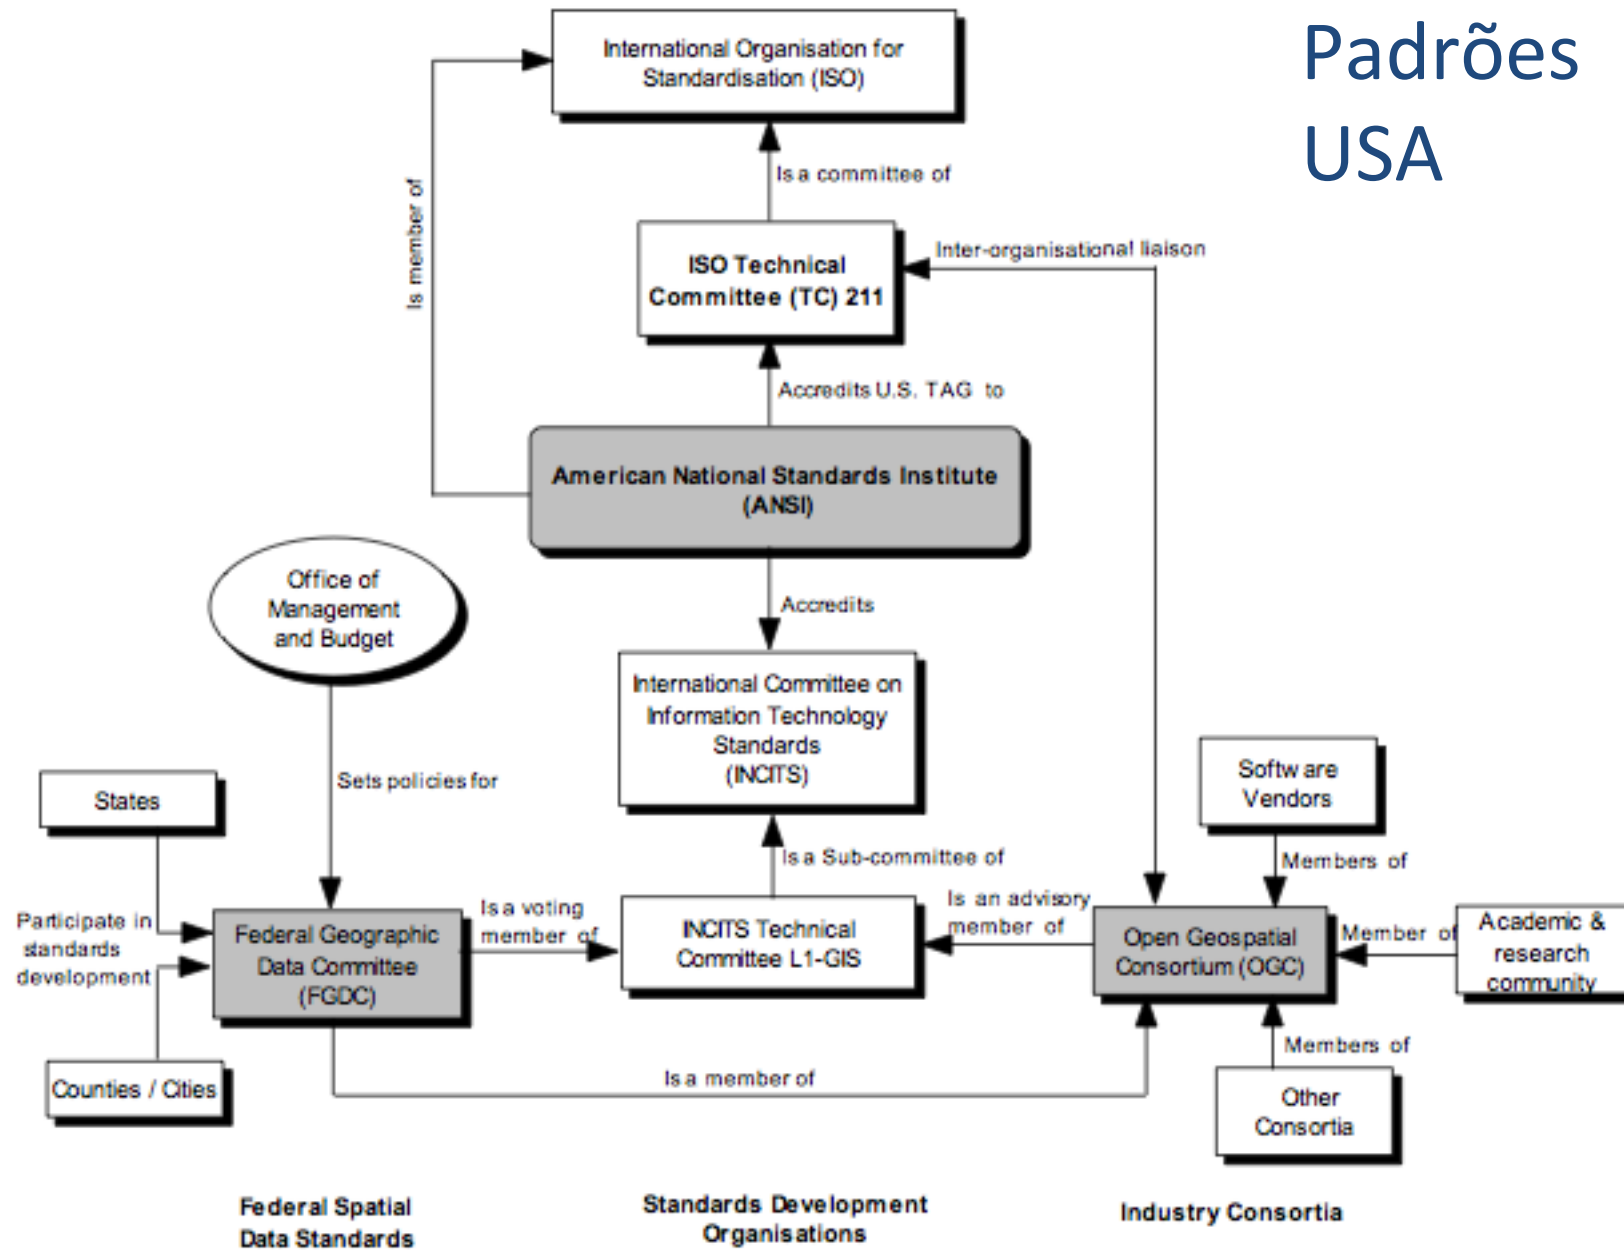 Padrões
USA
International Organisation for
Standardisation (ISO)
Is a committee of
Is member of
ISO Technical
Committee (TC) 211
Inter-organisational liaison
Accredits U.S. TAG to
American National Standards Institute
(ANSI)
Office of
Management
and Budget
Accredits
International Committee on
Information Technology
Standards
(INCITS)
Sets policies for
States
Software
Vendors
Is a Sub-committee of
Members of
Participate in
standards
development
Federal Geographic
Data Committee
(FGDC)
Is a voting
member of
INCITS Technical
Committee L1-GIS
Is an advisory
member of
Open Geospatial
Consortium (OGC)
Member of
Academic &
research
community
Counties / Cities
Is a member of
Members of
Other
Consortia
Federal Spatial
Data Standards
Standards Development
Organisations
Industry Consortia